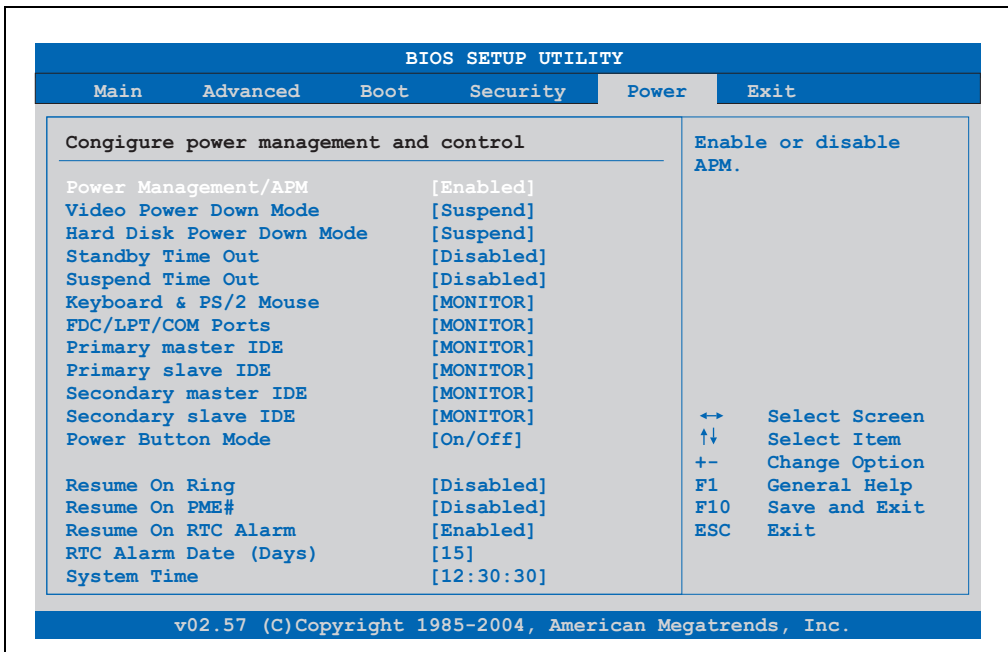 BIOS SETUP UTILITY
Main Advanced Boot Security Power Exit
Congigure power management and control
Power Management/APM [Enabled]
Video Power Down Mode [Suspend]
Hard Disk Power Down Mode [Suspend]
Standby Time Out [Disabled]
Suspend Time Out [Disabled]
Keyboard & PS/2 Mouse [MONITOR]
FDC/LPT/COM Ports [MONITOR]
Primary master IDE [MONITOR]
Primary slave IDE [MONITOR]
Secondary master IDE [MONITOR]
Secondary slave IDE [MONITOR]
Power Button Mode [On/Off]
Resume On Ring [Disabled]
Resume On PME# [Disabled]
Resume On RTC Alarm [Enabled]
RTC Alarm Date (Days) [15]
System Time [12:30:30]
Enable or disable
APM.
↔ Select Screen
↑↓ Select Item
+- Change Option
F1 General Help
F10 Save and Exit
ESC Exit
v02.57 (C)Copyright 1985-2004, American Megatrends, Inc.